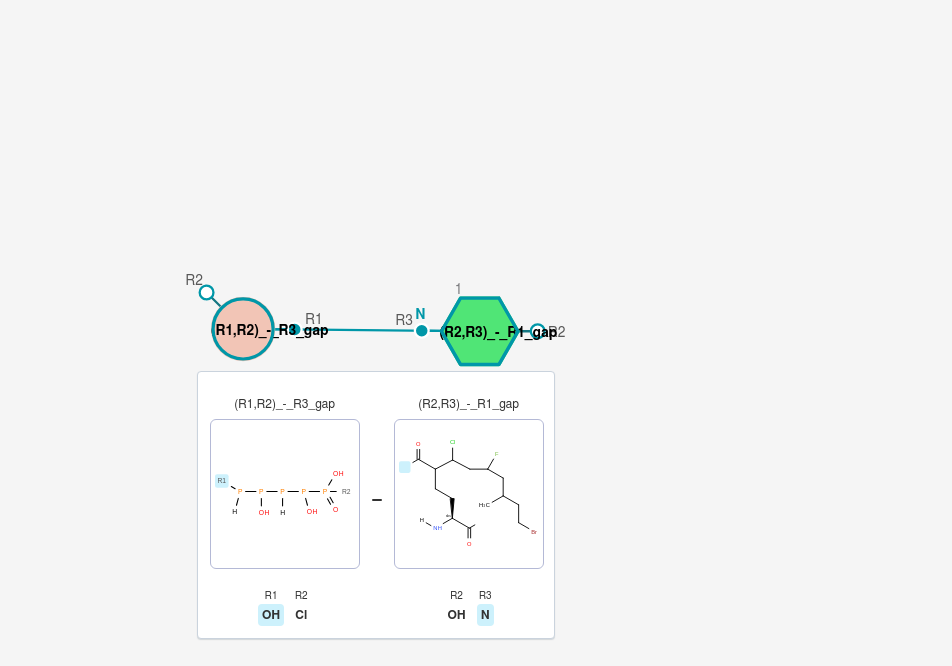 R2
1
R1
R3
N
(R1,R2)_-_R3_gap
(R2,R3)_-_R1_gap
R2
(R1,R2)_-_R3_gap
(R2,R3)_-_R1_gap
R1
P
P
P
P
P
OH
R2
O
H
OH
H
OH
O
Cl
F
H₃C
Br
H
NH
O
R1
R2
OH
Cl
R2
R3
OH
N